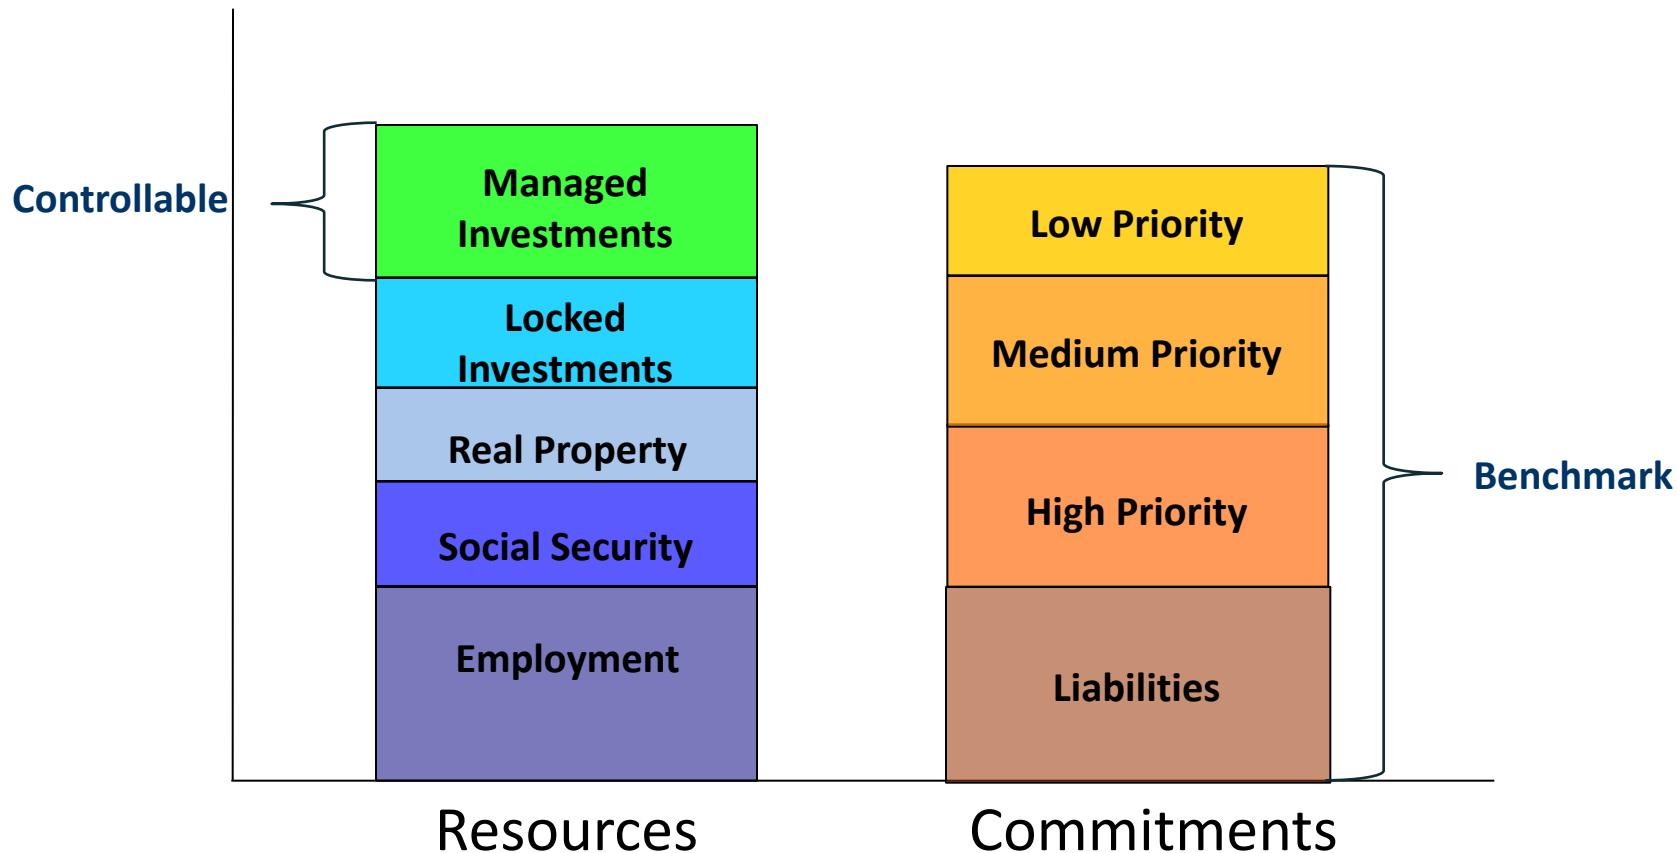 Controllable
Managed
Investments
Locked
Investments
Real Property
Social Security
Employment
Low Priority
Medium Priority
High Priority
Liabilities
Benchmark
Resources
Commitments